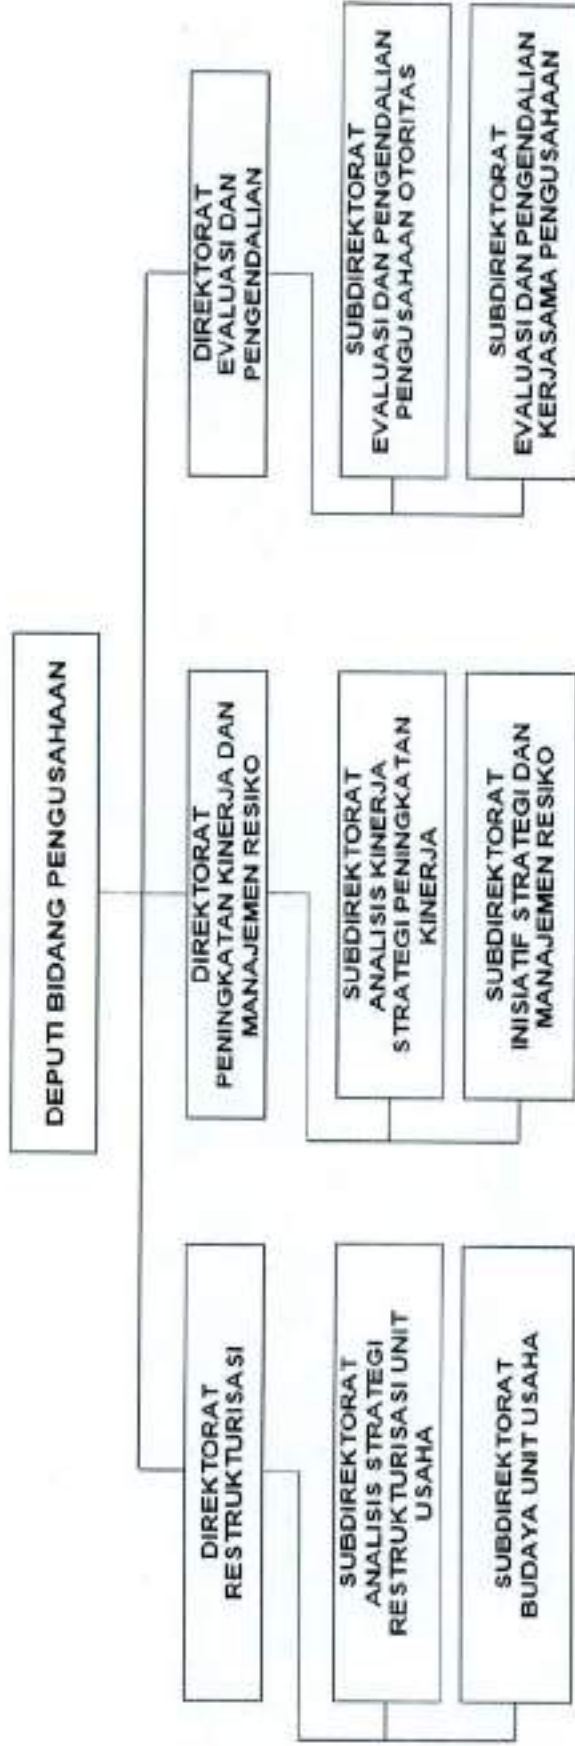 DEPUTI BIDANG PENGUSAHAAN
DIREKTORAT
RESTRUKTURISASI
SUBDIREKTORAT
ANALISIS STRATEGI
RESTRUKTURISASI UNIT
USAHA
SUBDIREKTORAT
BUDAYA UNIT USAHA
DIREKTORAT
PENINGKATAN KINERJA DAN
MANAJEMEN RESIKO
SUBDIREKTORAT
ANALISIS KINERJA
STRATEGI PENINGKATAN
KINERJA
SUBDIREKTORAT
INISIATIF STRATEGI DAN
MANAJEMEN RESIKO
DIREKTORAT
EVALUASI DAN
PENGENDALIAN
SUBDIREKTORAT
EVALUASI DAN PENGENDALIAN
PENGUSAHAAN OTORITAS
SUBDIREKTORAT
EVALUASI DAN PENGENDALIAN
KERJASAMA PENGUSAHAAN